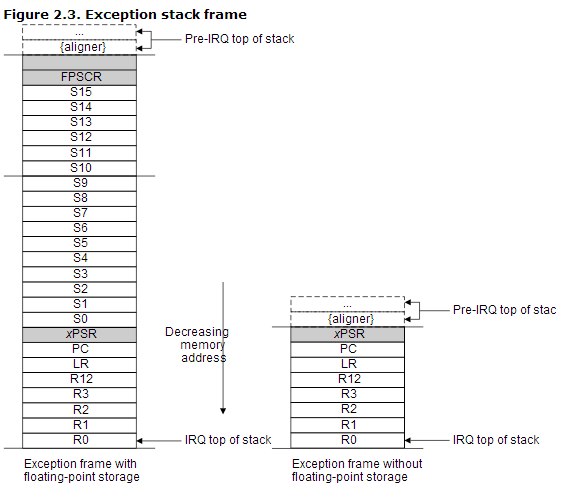 Figure 2.3. Exception stack frame
...
{aligner}
Pre-IRQ top of stack
FPSCR
S15
S14
S13
S12
S11
S10
S9
S8
S7
S6
S5
S4
S3
S2
S1
S0
xPSR
PC
LR
R12
R3
R2
R1
R0
IRQ top of stack
Exception frame with
floating-point storage
Decreasing
memory
address
...
{aligner}
Pre-IRQ top of stac
xPSR
PC
LR
R12
R3
R2
R1
R0
IRQ top of stack
Exception frame without
floating-point storage